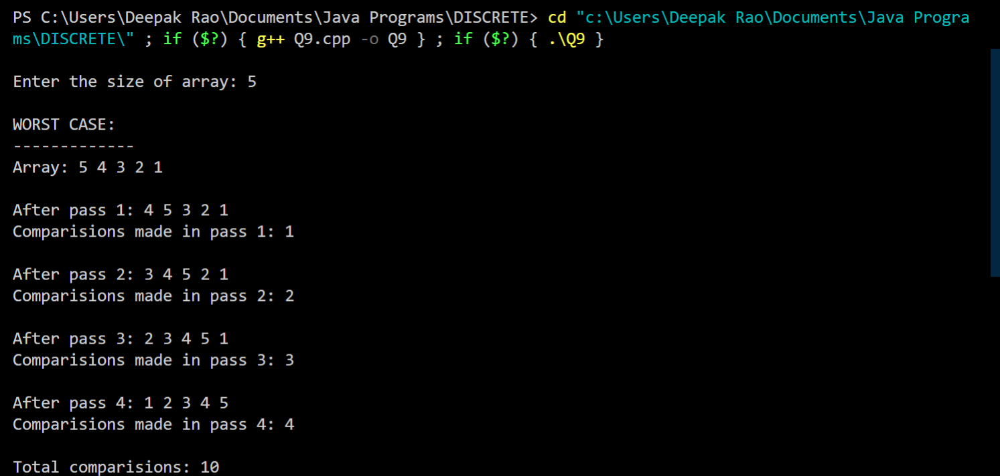 PS C:\Users\Deepak Rao\Documents\Java Programs\DISCRETE> cd "c:\Users\Deepak Rao\Documents\Java Progra
ms\DISCRETE\" ; if ($?) { g++ Q9.cpp -o Q9 } ; if ($?) { .\Q9 }
Enter the size of array: 5
WORST CASE:
-------------
Array: 5 4 3 2 1
After pass 1: 4 5 3 2 1
Comparisions made in pass 1: 1
After pass 2: 3 4 5 2 1
Comparisions made in pass 2: 2
After pass 3: 2 3 4 5 1
Comparisions made in pass 3: 3
After pass 4: 1 2 3 4 5
Comparisions made in pass 4: 4
Total comparisions: 10